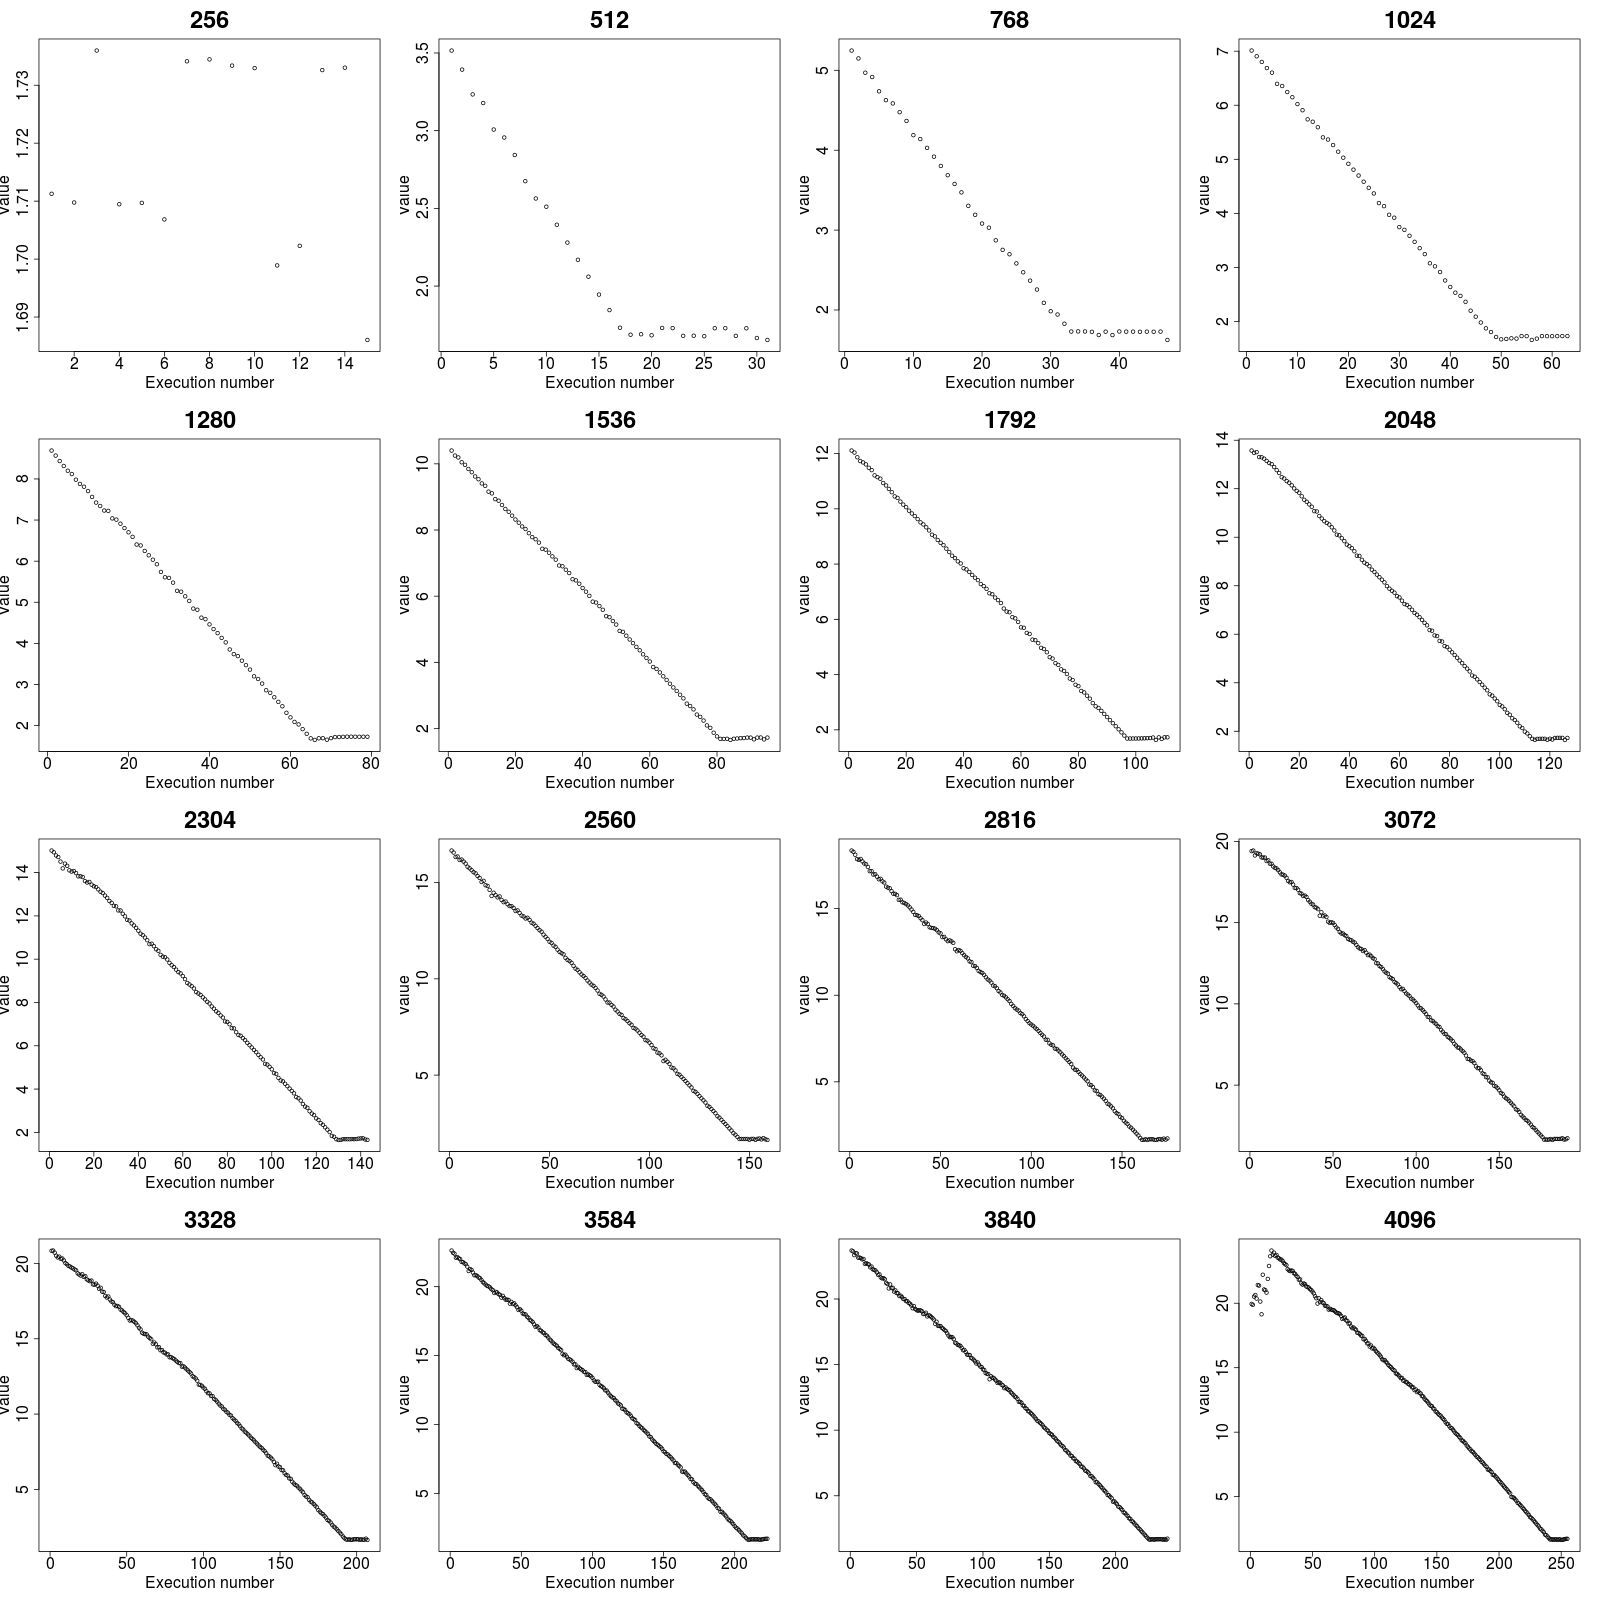 256
value
1.69 1.70 1.71 1.72 1.73
2 4 6 8 10 12 14
Execution number
512
value
2.0 2.5 3.0 3.5
0 5 10 15 20 25 30
Execution number
768
value
2 3 4 5
0 10 20 30 40
Execution number
1024
value
2 3 4 5 6 7
0 10 20 30 40 50 60
Execution number
1280
value
2 3 4 5 6 7 8
0 20 40 60 80
Execution number
1536
value
2 4 6 8 10
0 20 40 60 80
Execution number
1792
value
2 4 6 8 10 12
0 20 40 60 80 100
Execution number
2048
value
2 4 6 8 10 12 14
0 20 40 60 80 100 120
Execution number
2304
value
2 4 6 8 10 12 14
0 20 40 60 80 100 120 140
Execution number
2560
value
5 10 15
0 50 100 150
Execution number
2816
value
5 10 15
0 50 100 150
Execution number
3072
value
5 10 15 20
0 50 100 150
Execution number
3328
value
5 10 15 20
0 50 100 150 200
Execution number
3584
value
5 10 15 20
0 50 100 150 200
Execution number
3840
value
5 10 15 20
0 50 100 150 200
Execution number
4096
value
5 10 15 20
0 50 100 150 200 250
Execution number